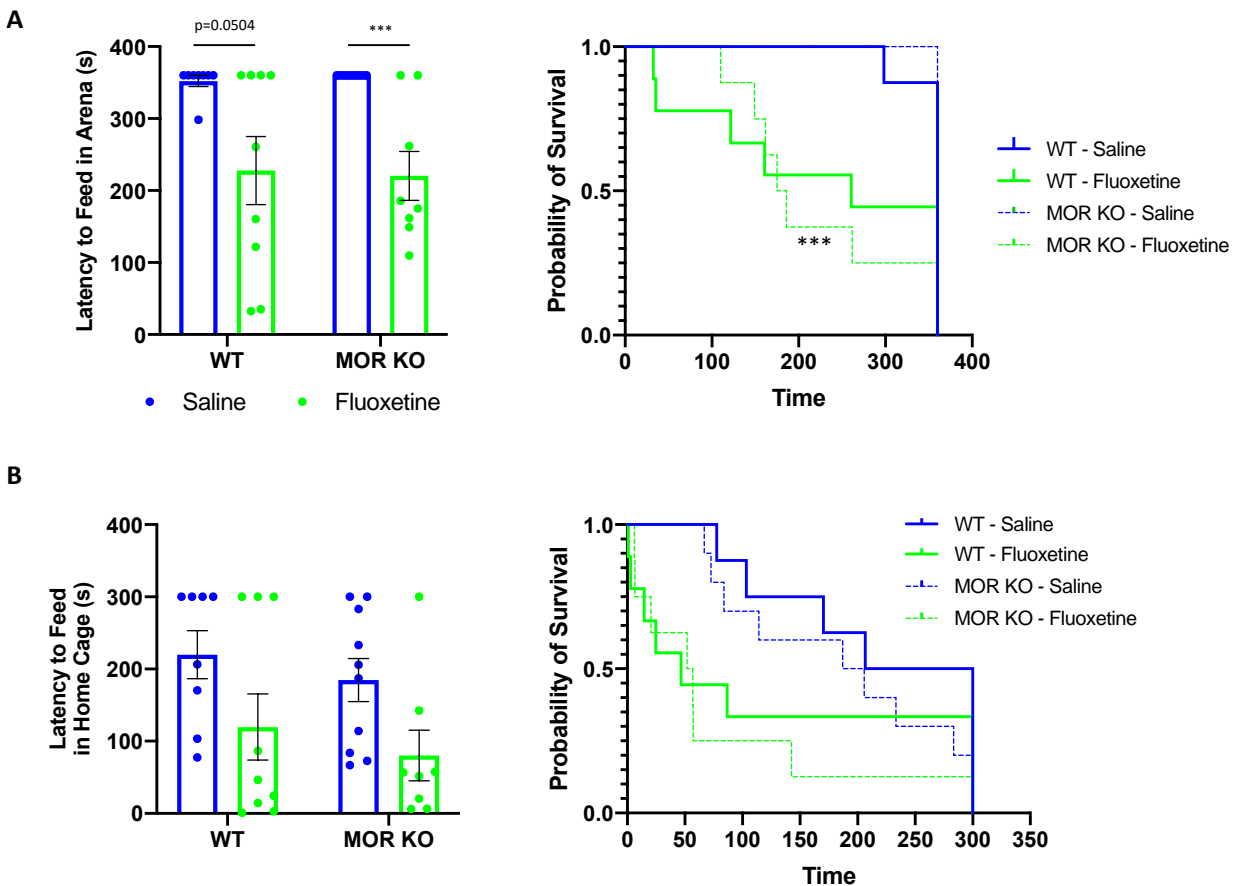 A
p=0.0504
***
Latency to Feed in Arena (s)
400
300
200
100
0
WT
MOR KO
Saline
Fluoxetine
Probability of Survival
1.0
0.5
0.0
***
0
100
200
300
400
Time
WT - Saline
WT - Fluoxetine
MOR KO - Saline
MOR KO - Fluoxetine
B
Latency to Feed
in Home Cage (s)
400
300
200
100
0
WT
MOR KO
Probability of Survival
1.0
0.5
0.0
0
50
100
150
200
250
300
350
Time
WT - Saline
WT - Fluoxetine
MOR KO - Saline
MOR KO - Fluoxetine